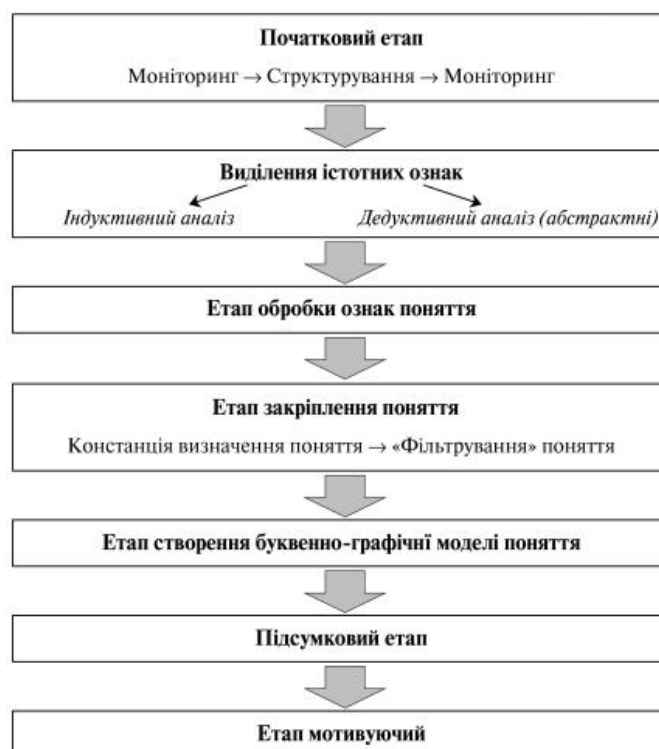 Початковий етап
Моніторинг → Структурування → Моніторинг
Виділення істотних ознак
Індуктивний аналіз Дедуктивний аналіз (абстрактні)
Етап обробки ознак поняття
Етап закріплення поняття
Констанція визначення поняття → «Фільтрування» поняття
Етап створення буквенно-графічнї моделі поняття
Підсумковий етап
Етап мотивуючий